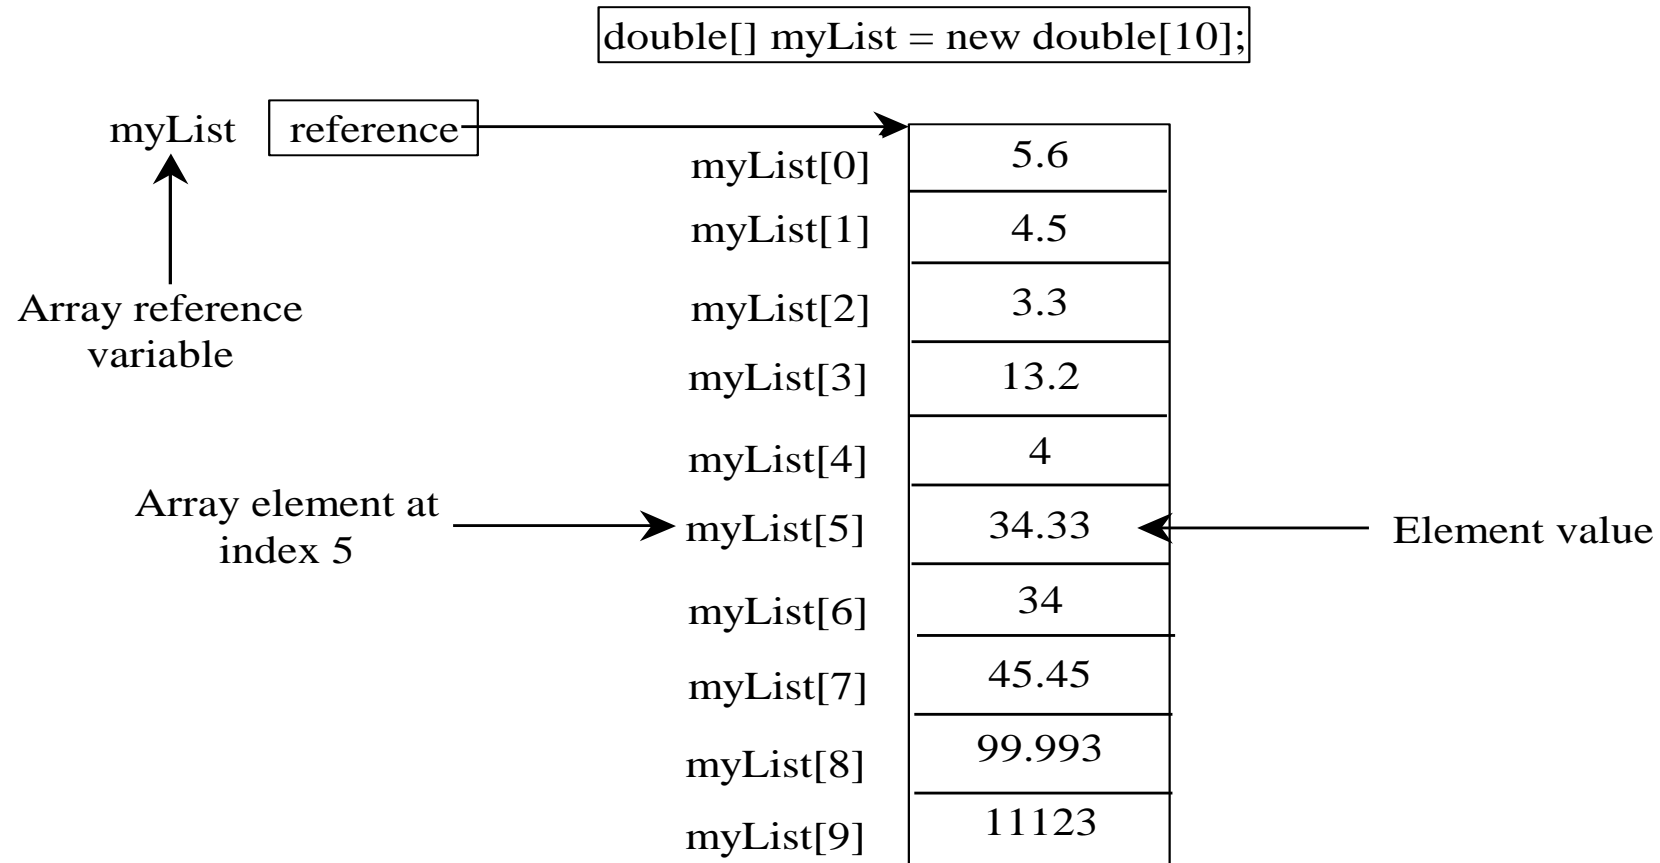 double[] myList = new double[10];
myList reference
myList[0] 5.6
myList[1] 4.5
Array reference
variable
myList[2] 3.3
myList[3] 13.2
myList[4] 4
Array element at
index 5
myList[5] 34.33 Element value
myList[6] 34
myList[7] 45.45
myList[8] 99.993
myList[9] 11123